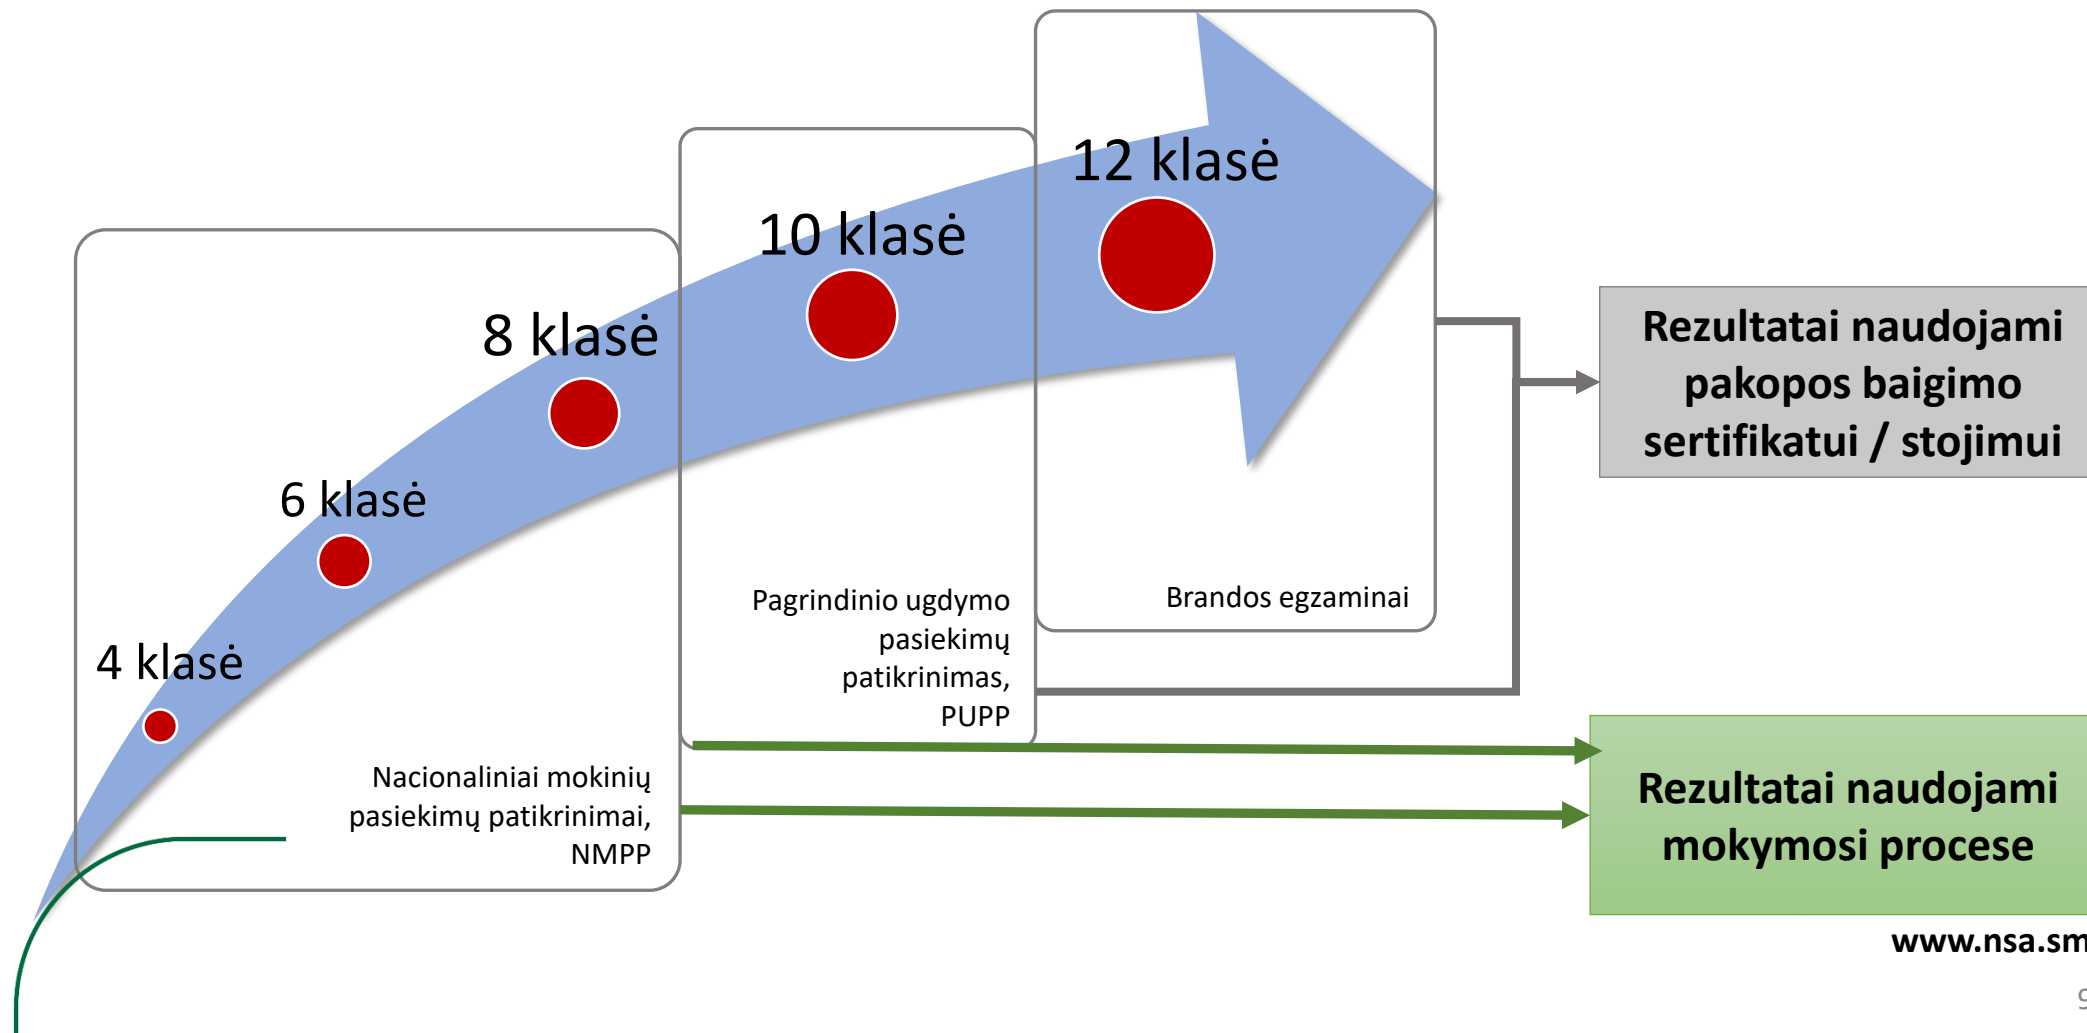 12 klasė
10 klasė
8 klasė
6 klasė
4 klasė
Rezultatai naudojami
pakopos baigimo
sertifikatui / stojimui
Brandos egzaminai
Pagrindinio ugdymo
pasiekimų
patikrinimas,
PUPP
Nacionaliniai mokinių
pasiekimų patikrinimai,
NMPP
Rezultatai naudojami
mokymosi procese
www.nsa.sm
9